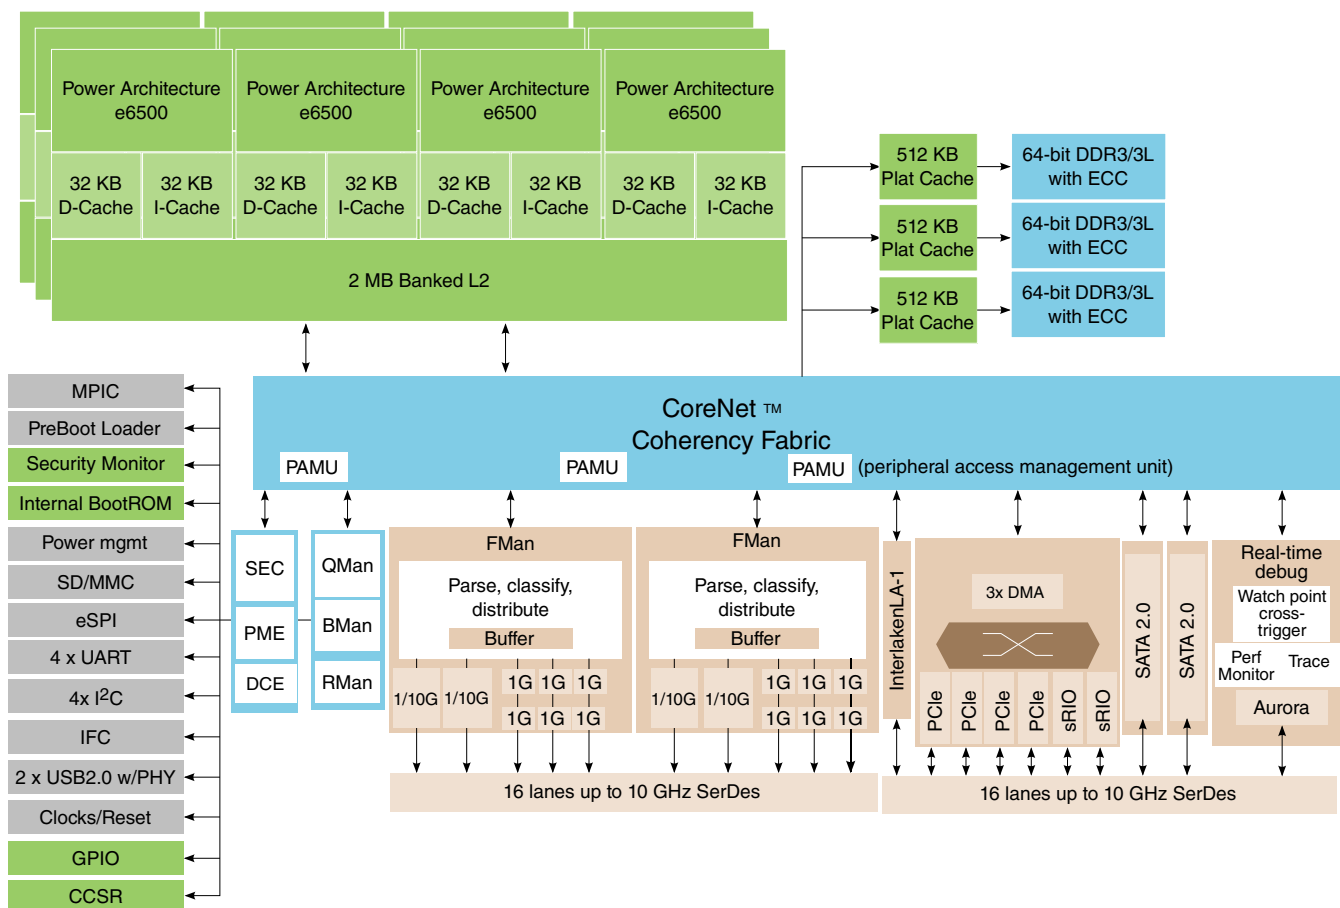 Power Architecture
e6500
Power Architecture
e6500
Power Architecture
e6500
Power Architecture
e6500
32 KB
D-Cache
32 KB
I-Cache
32 KB
D-Cache
32 KB
I-Cache
32 KB
D-Cache
32 KB
I-Cache
32 KB
D-Cache
32 KB
I-Cache
2 MB Banked L2
512 KB
Plat Cache
64-bit DDR3/3L
with ECC
512 KB
Plat Cache
64-bit DDR3/3L
with ECC
512 KB
Plat Cache
64-bit DDR3/3L
with ECC
MPIC
PreBoot Loader
Security Monitor
Internal BootROM
Power mgmt
SD/MMC
eSPI
4 x UART
4x I²C
IFC
2 x USB2.0 w/PHY
Clocks/Reset
GPIO
CCSR
CoreNet TM
Coherency Fabric
PAMU
PAMU
PAMU
(peripheral access management unit)
SEC
PME
DCE
QMan
BMan
RMan
FMan
Parse, classify,
distribute
Buffer
1/10G
1/10G
1G
1G
1G
1G
1G
1G
FMan
Parse, classify,
distribute
Buffer
1/10G
1/10G
1G
1G
1G
1G
1G
1G
16 lanes up to 10 GHz SerDes
InterlakenLA-1
3x DMA
PCIe
PCIe
PCIe
PCIe
sRIO
sRIO
SATA 2.0
SATA 2.0
Real-time
debug
Watch point
cross-
trigger
Perf
Monitor
Trace
Aurora
16 lanes up to 10 GHz SerDes